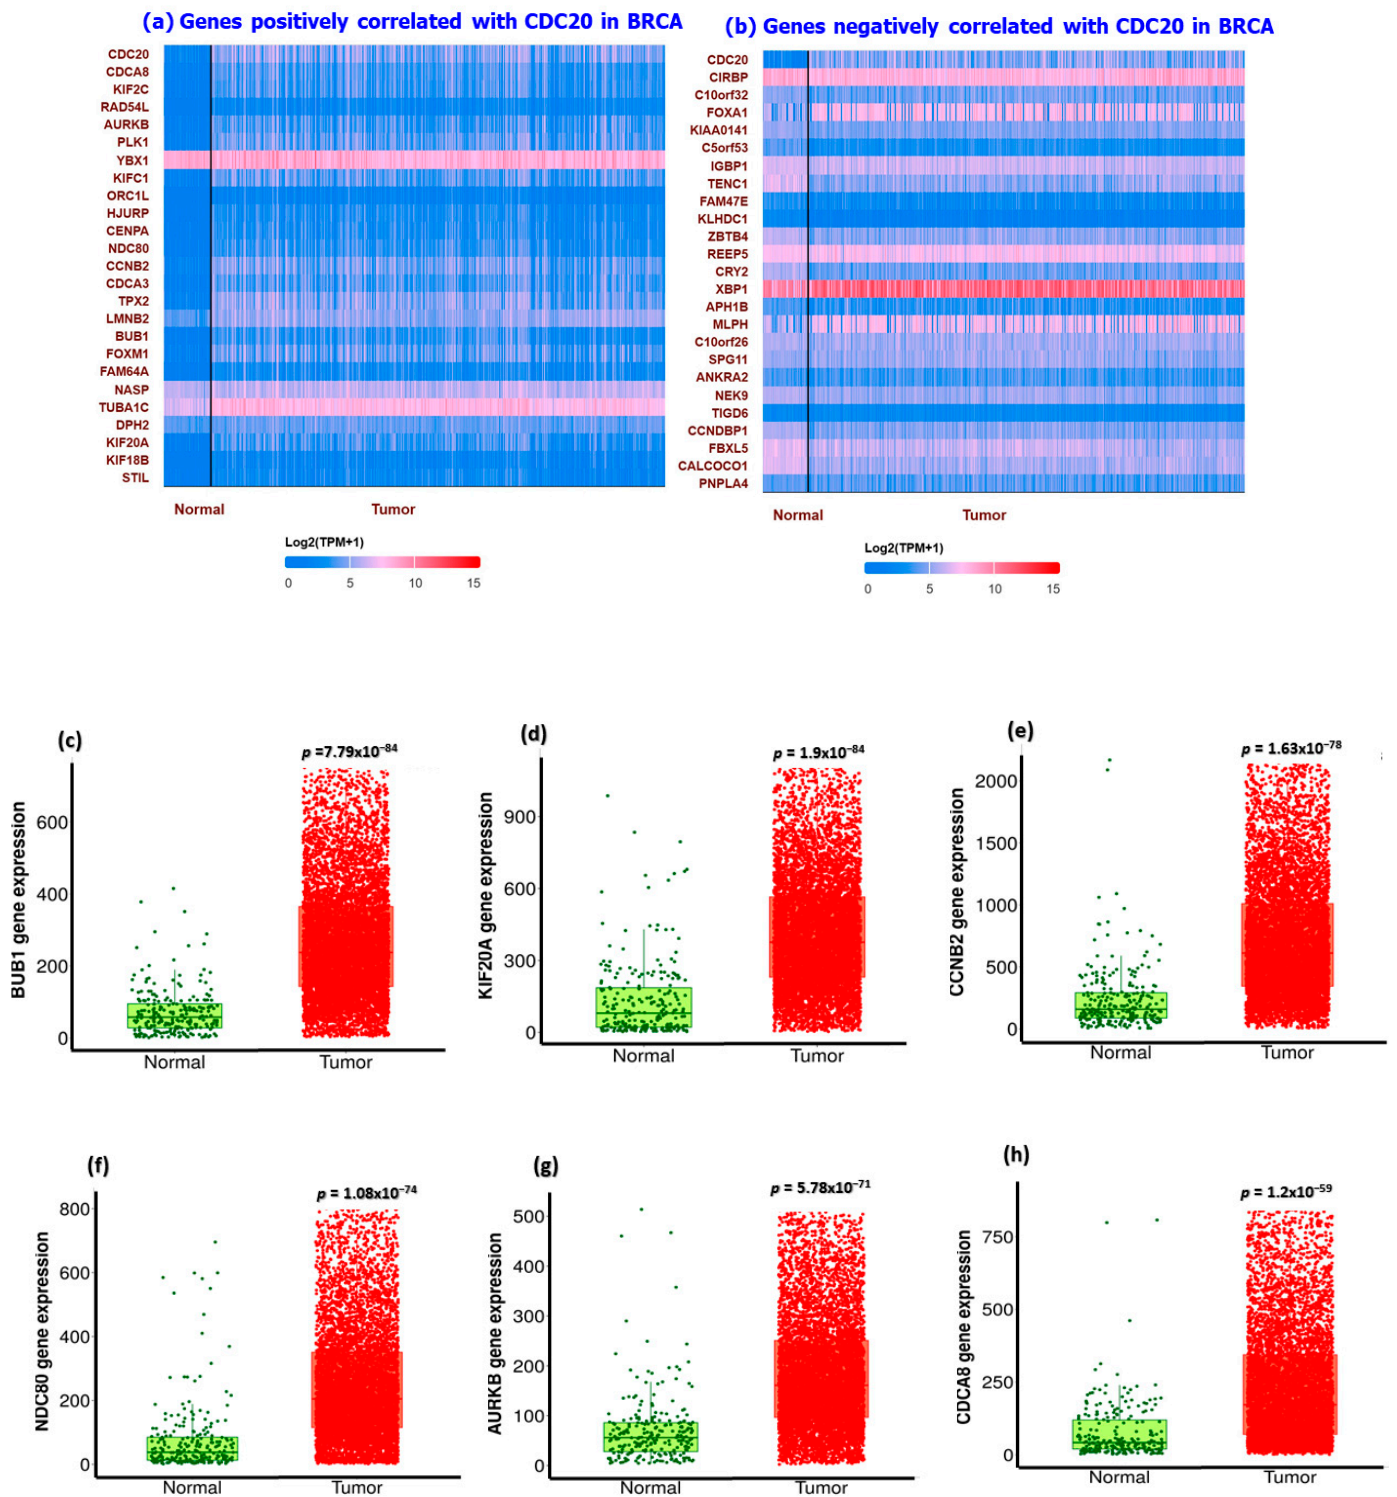 (a) Genes positively correlated with CDC20 in BRCA
CDC20
CDCA8
KIF2C
RAD54L
AURKB
PLK1
YBX1
KIFC1
ORC1L
HJURP
CENPA
NDC80
CCNB2
CDCA3
TPX2
LMNB2
BUB1
FOXM1
FAM64A
NASP
TUBA1C
DPH2
KIF20A
KIF18B
STIL
Normal Tumor
Log2(TPM+1)
0 5 10 15
(b) Genes negatively correlated with CDC20 in BRCA
CDC20
CIRBP
C10orf32
FOXA1
KIAA0141
C5orf53
IGBP1
TENC1
FAM47E
KLHDC1
ZBTB4
REEP5
CRY2
XBP1
APH1B
MLPH
C10orf26
SPG11
ANKRA2
NEK9
TIGD6
CCNDBP1
FBXL5
CALCOCO1
PNPLA4
Normal Tumor
Log2(TPM+1)
0 5 10 15
(c)
p =7.79x10⁻⁸⁴
BUB1 gene expression
600
400
200
0
Normal Tumor
(d)
p = 1.9x10⁻⁸⁴
KIF20A gene expression
900
600
300
0
Normal Tumor
(e)
p = 1.63x10⁻⁷⁸
CCNB2 gene expression
2000
1500
1000
500
0
Normal Tumor
(f)
p = 1.08x10⁻⁷⁴
NDC80 gene expression
800
600
400
200
0
Normal Tumor
(g)
p = 5.78x10⁻⁷¹
AURKB gene expression
500
400
300
200
100
0
Normal Tumor
(h)
p = 1.2x10⁻⁵⁹
CDCA8 gene expression
750
500
250
0
Normal Tumor